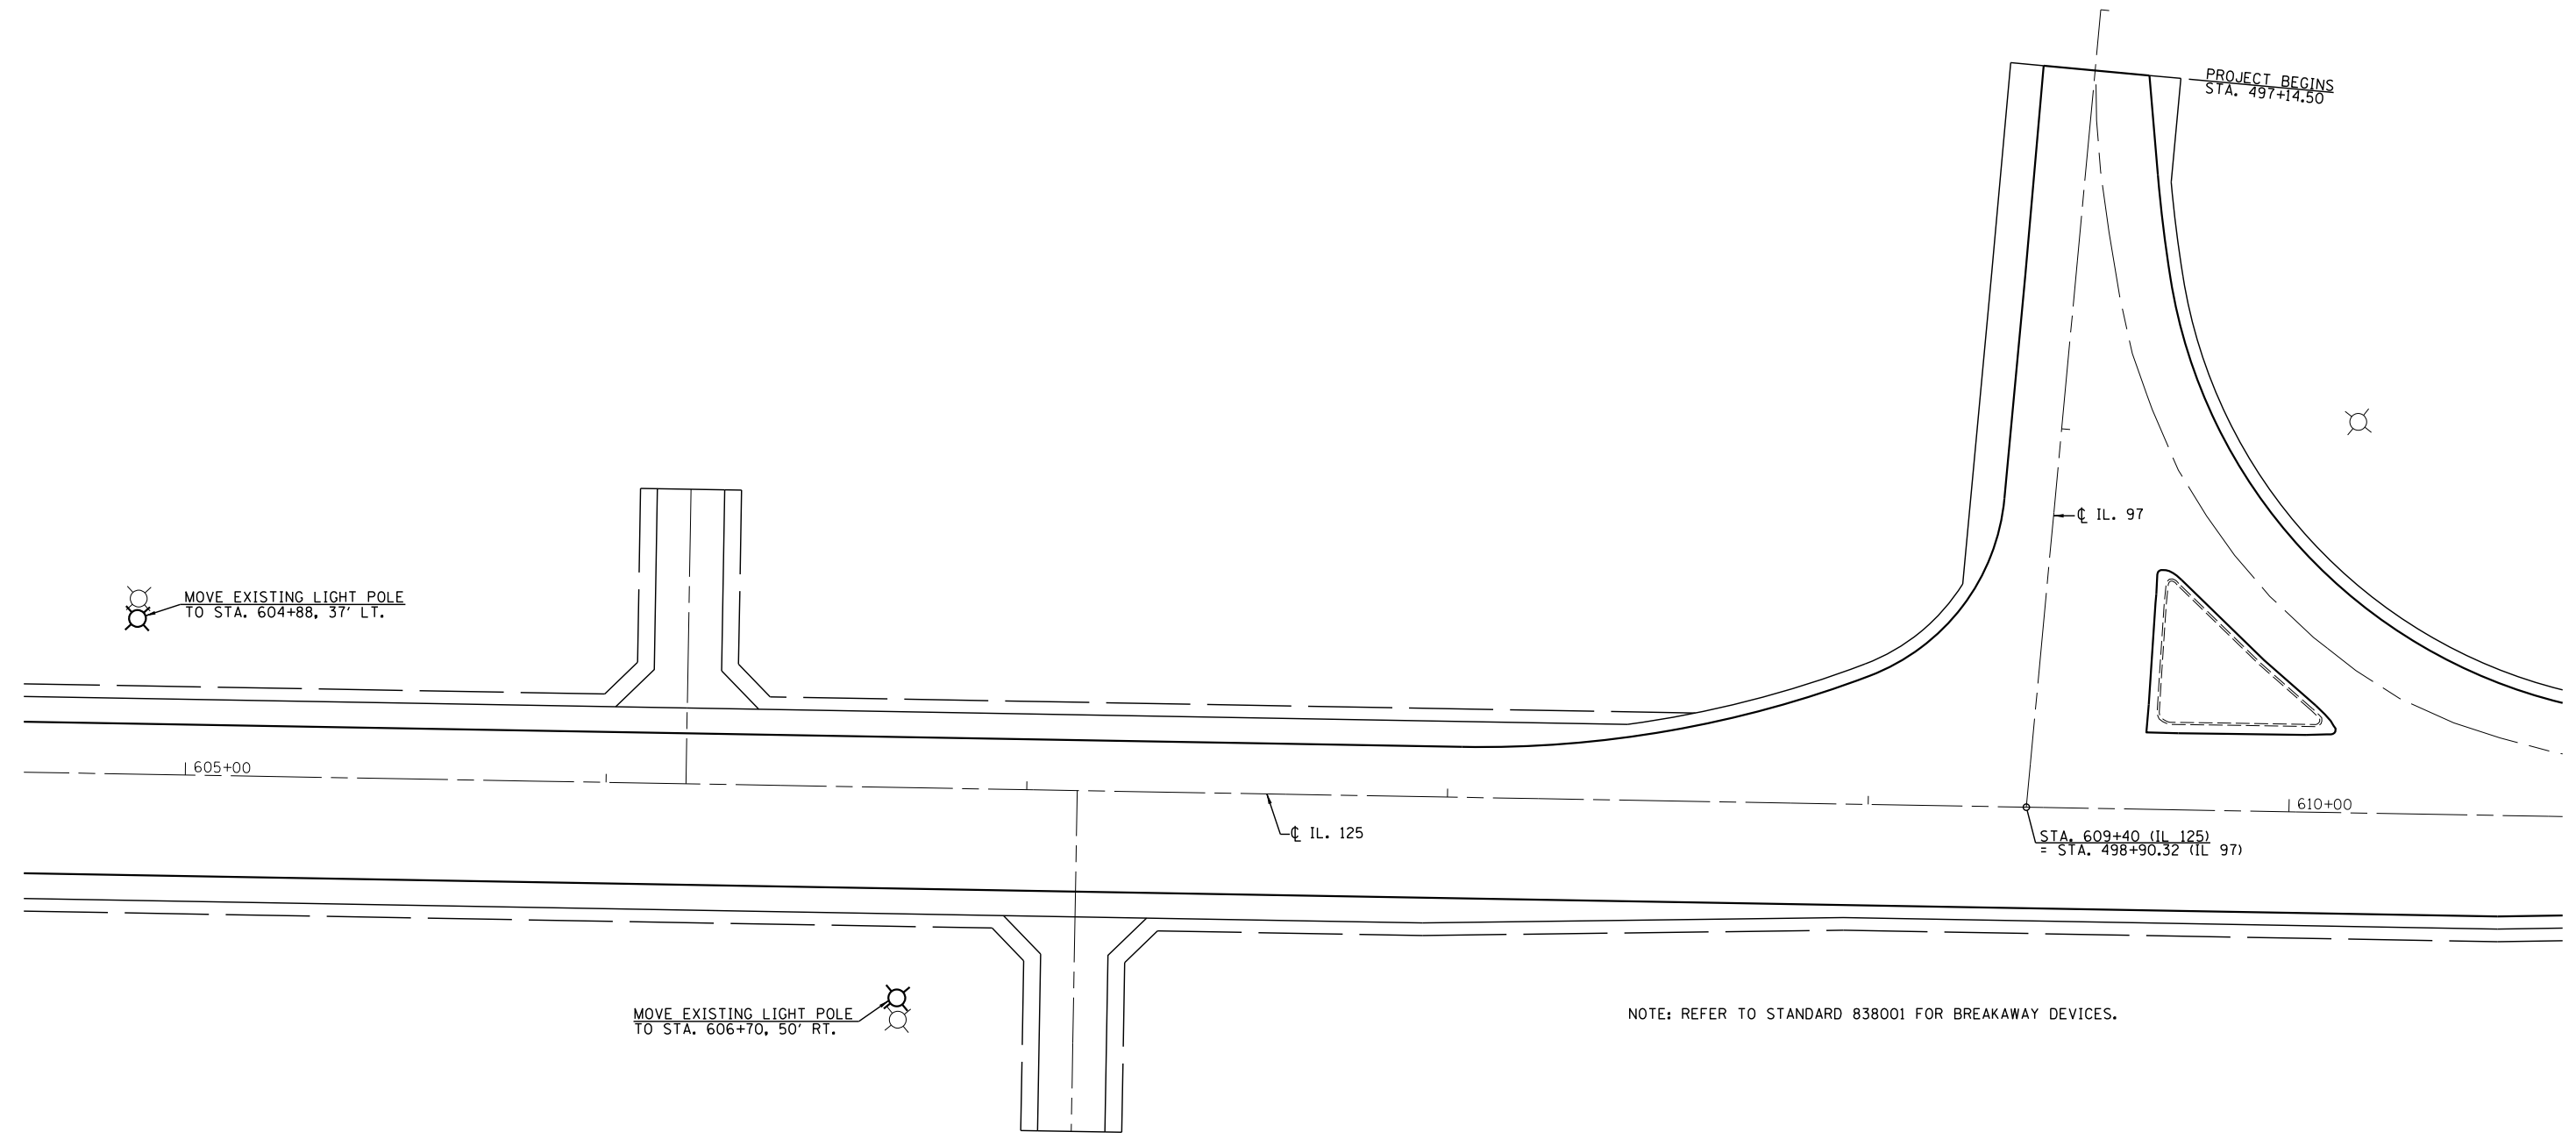 PROJECT BEGINS
STA. 497+14.50
℄ IL. 97
MOVE EXISTING LIGHT POLE
TO STA. 604+88, 37' LT.
605+00
℄ IL. 125
610+00
STA. 609+40 (IL 125)
= STA. 498+90.32 (IL 97)
MOVE EXISTING LIGHT POLE
TO STA. 606+70, 50' RT.
NOTE: REFER TO STANDARD 838001 FOR BREAKAWAY DEVICES.